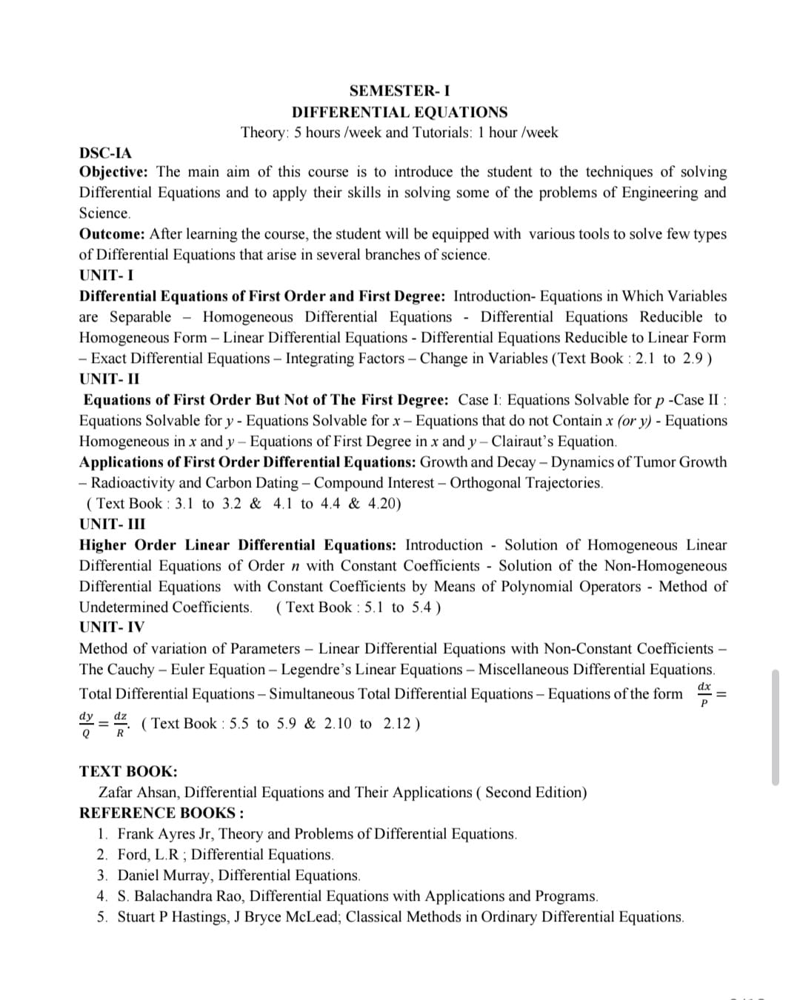 SEMESTER- I
DIFFERENTIAL EQUATIONS
Theory: 5 hours /week and Tutorials: 1 hour /week
DSC-IA
Objective: The main aim of this course is to introduce the student to the techniques of solving
Differential Equations and to apply their skills in solving some of the problems of Engineering and
Science.
Outcome: After learning the course, the student will be equipped with various tools to solve few types
of Differential Equations that arise in several branches of science.
UNIT- I
Differential Equations of First Order and First Degree: Introduction- Equations in Which Variables
are Separable – Homogeneous Differential Equations - Differential Equations Reducible to
Homogeneous Form – Linear Differential Equations - Differential Equations Reducible to Linear Form
– Exact Differential Equations – Integrating Factors – Change in Variables (Text Book : 2.1 to 2.9 )
UNIT- II
Equations of First Order But Not of The First Degree: Case I: Equations Solvable for p -Case II :
Equations Solvable for y - Equations Solvable for x – Equations that do not Contain x (or y) - Equations
Homogeneous in x and y – Equations of First Degree in x and y – Clairaut’s Equation.
Applications of First Order Differential Equations: Growth and Decay – Dynamics of Tumor Growth
– Radioactivity and Carbon Dating – Compound Interest – Orthogonal Trajectories.
( Text Book : 3.1 to 3.2 & 4.1 to 4.4 & 4.20)
UNIT- III
Higher Order Linear Differential Equations: Introduction - Solution of Homogeneous Linear
Differential Equations of Order n with Constant Coefficients - Solution of the Non-Homogeneous
Differential Equations with Constant Coefficients by Means of Polynomial Operators - Method of
Undetermined Coefficients. ( Text Book : 5.1 to 5.4 )
UNIT- IV
Method of variation of Parameters – Linear Differential Equations with Non-Constant Coefficients –
The Cauchy – Euler Equation – Legendre’s Linear Equations – Miscellaneous Differential Equations.
Total Differential Equations – Simultaneous Total Differential Equations – Equations of the form dx/P =
dy/Q = dz/R. ( Text Book : 5.5 to 5.9 & 2.10 to 2.12 )
TEXT BOOK:
Zafar Ahsan, Differential Equations and Their Applications ( Second Edition)
REFERENCE BOOKS :
1. Frank Ayres Jr, Theory and Problems of Differential Equations.
2. Ford, L.R ; Differential Equations.
3. Daniel Murray, Differential Equations.
4. S. Balachandra Rao, Differential Equations with Applications and Programs.
5. Stuart P Hastings, J Bryce McLead; Classical Methods in Ordinary Differential Equations.